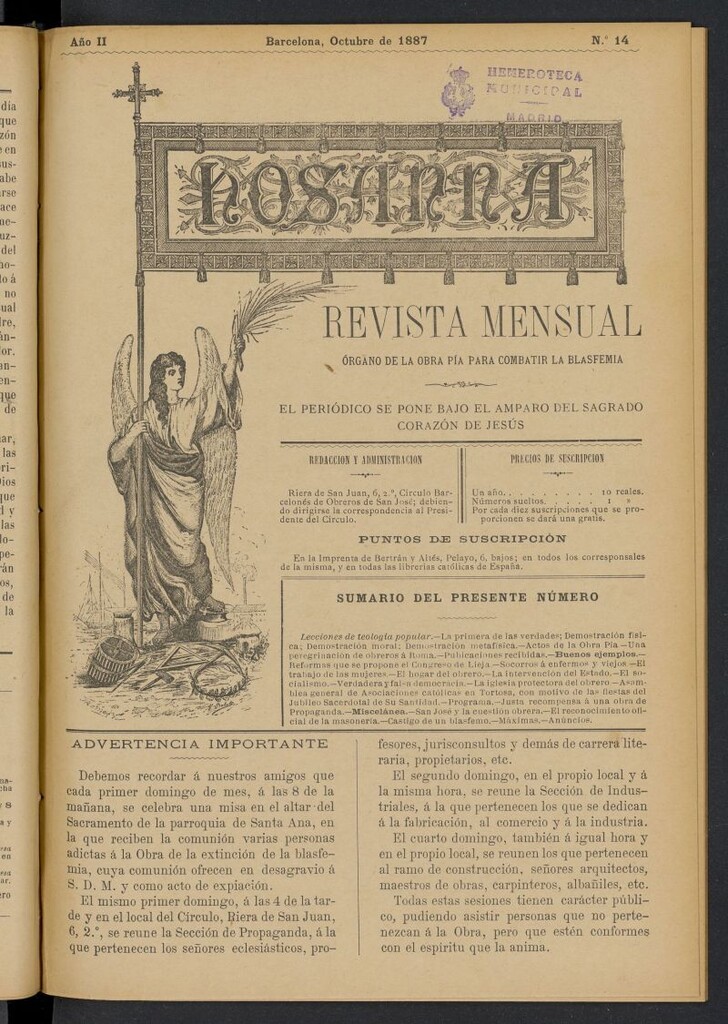 Año II
Barcelona, Octubre de 1887
N.° 14
HEMEROTECA
MUNICIPAL
MADRID
HOSANNA
REVISTA MENSUAL
ÓRGANO DE LA OBRA PÍA PARA COMBATIR LA BLASFEMIA
EL PERIÓDICO SE PONE BAJO EL AMPARO DEL SAGRADO
CORAZÓN DE JESÚS
REDACCION Y ADMINISTRACION
Riera de San Juan, 6, 2.°, Círculo Bar-
celonés de Obreros de San José; debien-
do dirigirse la correspondencia al Presi-
dente del Círculo.
PRECIOS DE SUSCRIPCION
Un año. . . . . . . . . 10 reales.
Números sueltos. . . . . . 1 »
Por cada diez suscripciones que se pro-
porcionen se dará una gratis.
PUNTOS DE SUSCRIPCIÓN
En la Imprenta de Bertrán y Altés, Pelayo, 6, bajos; en todos los corresponsales
de la misma, y en todas las librerías católicas de España.
SUMARIO DEL PRESENTE NÚMERO
Lecciones de teología popular.—La primera de las verdades; Demostración físi-
ca; Demostración moral; Demostración metafísica.—Actos de la Obra Pía.—Una
peregrinación de obreros á Roma.—Publicaciones recibidas.—Buenos ejemplos.—
Reformas que se propone el Congreso de Lieja.—Socorros á enfermos y viejos.—El
trabajo de las mujeres.—El hogar del obrero.—La intervención del Estado.—El so-
cialismo.—Verdadera y falsa democracia.—La iglesia protectora del obrero.—Asam-
blea general de Asociaciones católicas en Tortosa, con motivo de las fiestas del
Jubileo Sacerdotal de Su Santidad.—Programa.—Justa recompensa á una obra de
Propaganda.—Miscelánea.—San José y la cuestión obrera.—El reconocimiento ofi-
cial de la masonería.—Castigo de un blasfemo.—Máximas.—Anuncios.
ADVERTENCIA IMPORTANTE
Debemos recordar á nuestros amigos que
cada primer domingo de mes, á las 8 de la
mañana, se celebra una misa en el altar del
Sacramento de la parroquia de Santa Ana, en
la que reciben la comunión varias personas
adictas á la Obra de la extinción de la blasfe-
mia, cuya comunión ofrecen en desagravio á
S. D. M. y como acto de expiación.
El mismo primer domingo, á las 4 de la tar-
de y en el local del Círculo, Riera de San Juan,
6, 2.°, se reune la Sección de Propaganda, á la
que pertenecen los señores eclesiásticos, pro-
fesores, jurisconsultos y demás de carrera lite-
raria, propietarios, etc.
El segundo domingo, en el propio local y á
la misma hora, se reune la Sección de Indus-
triales, á la que pertenecen los que se dedican
á la fabricación, al comercio y á la industria.
El cuarto domingo, también á igual hora y
en el propio local, se reunen los que pertenecen
al ramo de construcción, señores arquitectos,
maestros de obras, carpinteros, albañiles, etc.
Todas estas sesiones tienen carácter públi-
co, pudiendo asistir personas que no perte-
nezcan á la Obra, pero que estén conformes
con el espíritu que la anima.